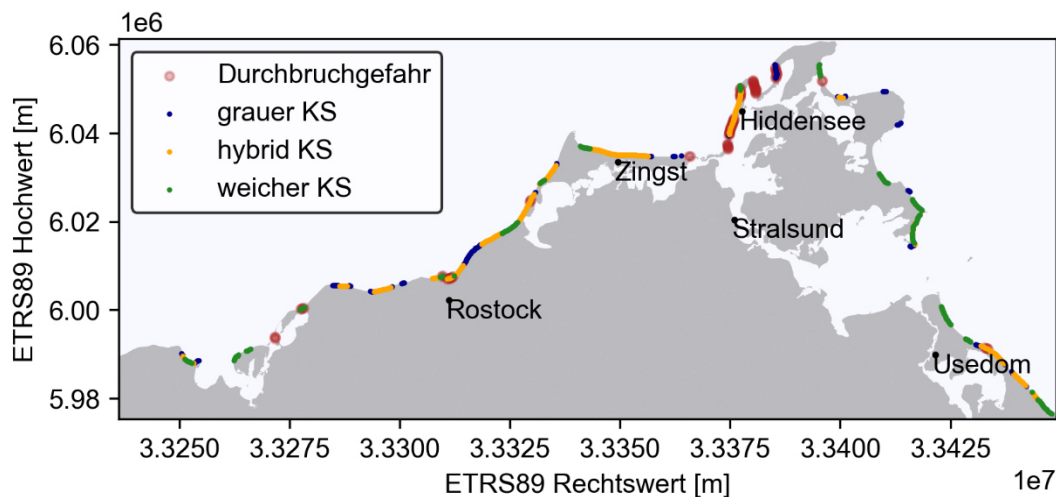 1e6
6.06
6.04
6.02
6.00
5.98
ETRS89 Hochwert [m]
Durchbruchgefahr
grauer KS
hybrid KS
weicher KS
Hiddensee
Zingst
Stralsund
Rostock
Usedom
3.3250 3.3275 3.3300 3.3325 3.3350 3.3375 3.3400 3.3425
ETRS89 Rechtswert [m]
1e7